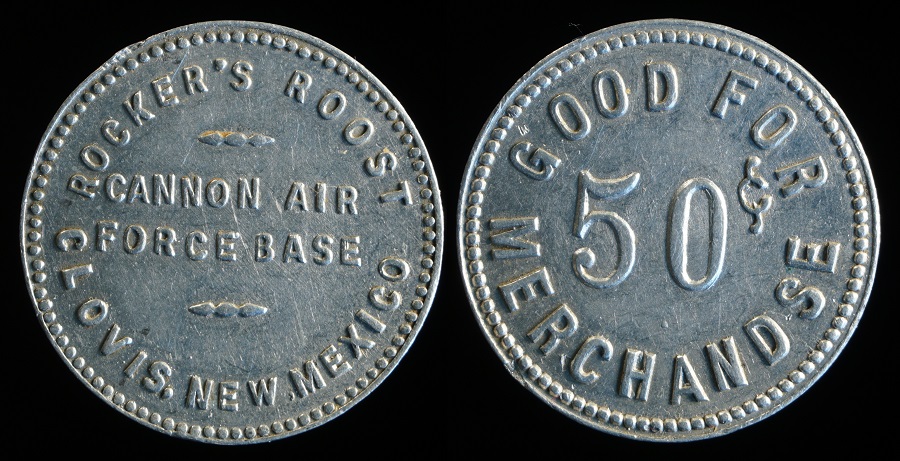 ROCKER'S ROOST
CANNON AIR
FORCE BASE
CLOVIS, NEW MEXICO
GOOD FOR
50
MERCHANDSE